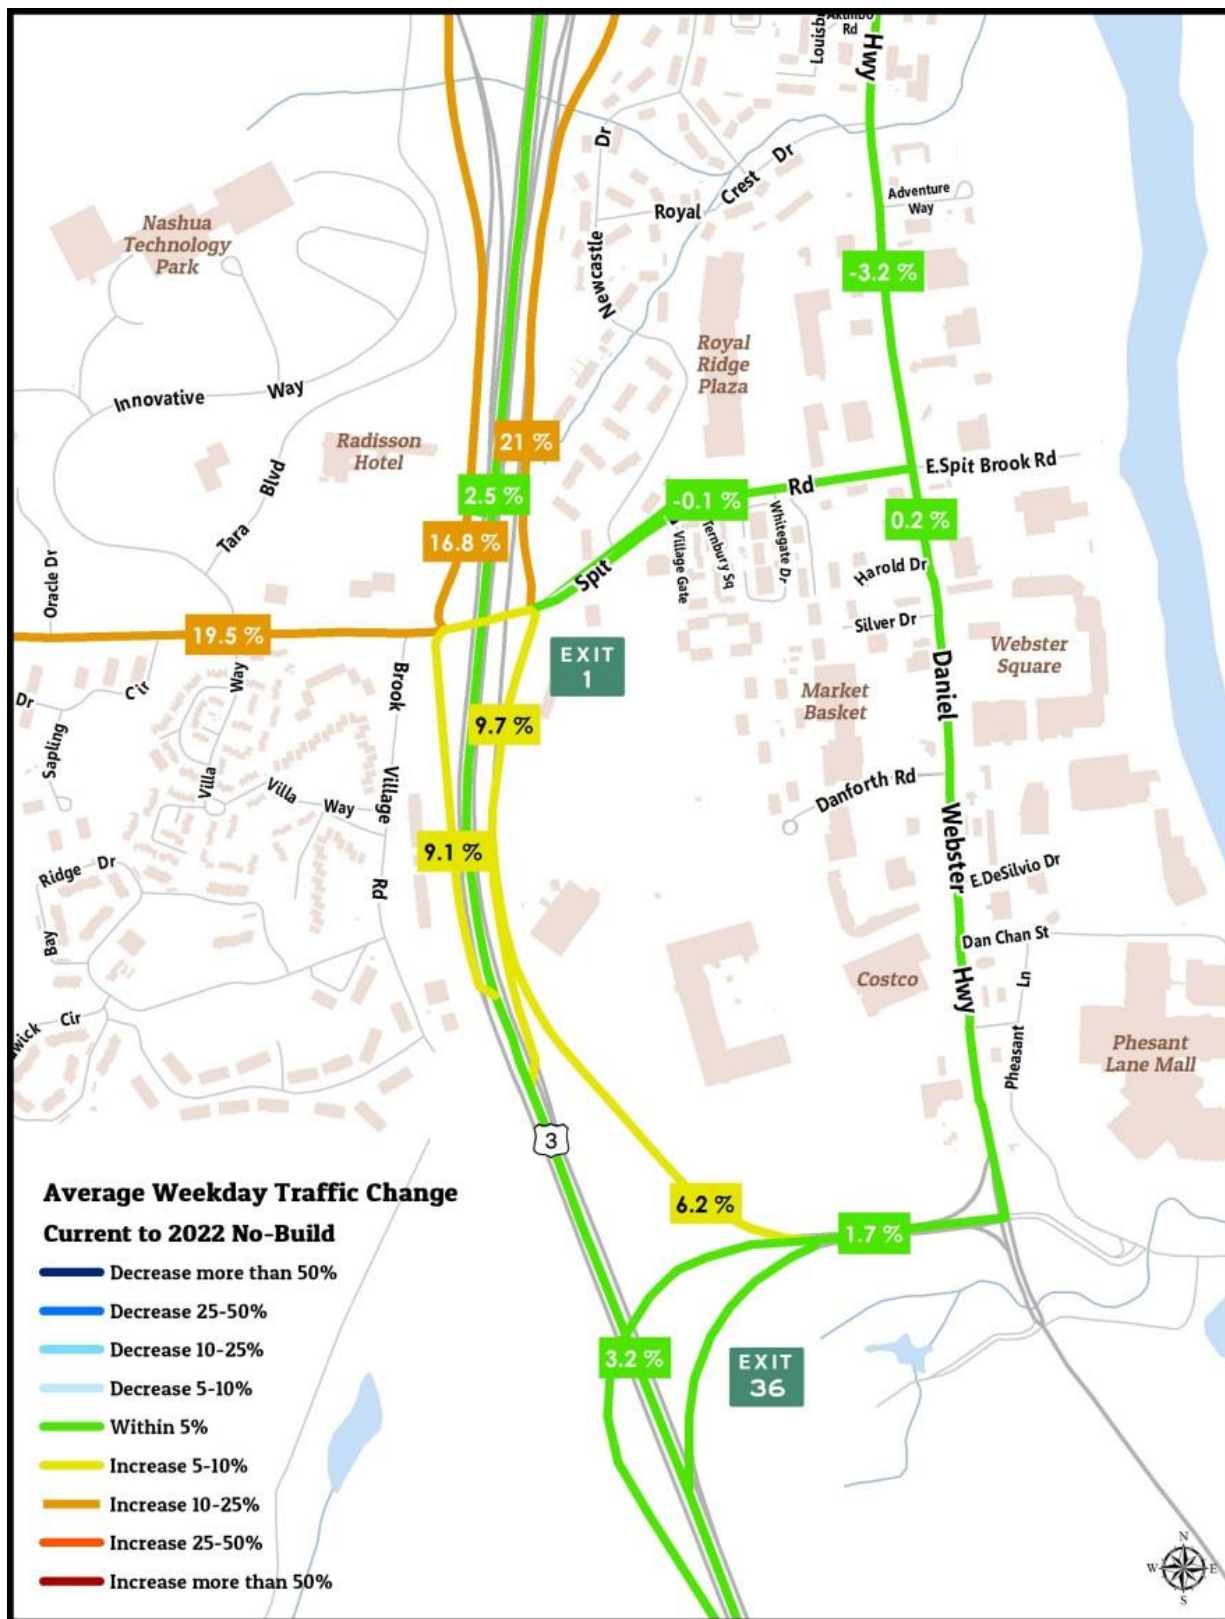 Akimbo
Rd
Louisb
Hwy
Dr
Crest
Dr
Royal
Adventure
Way
Nashua
Technology
Park
Newcastle
-3.2 %
Royal
Ridge
Plaza
Innovative
Way
Radisson
Hotel
21 %
E.Spit Brook Rd
Blvd
2.5 %
-0.1 %
Rd
0.2 %
Tara
16.8 %
Whitegate Dr
Ternbury Sq
Village Gate
Harold Dr
Spit
Oracle Dr
Silver Dr
19.5 %
EXIT
1
Webster
Square
Brook
Way
Cir
Dr
Market
Basket
Daniel
Sapling
9.7 %
Villa
Villa
Way
Village
Danforth Rd
Webster
9.1 %
Ridge
Dr
Rd
E.DeSilvio Dr
Bay
Dan Chan St
Costco
Hwy
Ln
wick
Cir
Pheasant
Phesant
Lane Mall
3
Average Weekday Traffic Change
6.2 %
Current to 2022 No-Build
1.7 %
Decrease more than 50%
Decrease 25-50%
Decrease 10-25%
3.2 %
EXIT
36
Decrease 5-10%
Within 5%
Increase 5-10%
Increase 10-25%
Increase 25-50%
Increase more than 50%
N
W
E
S